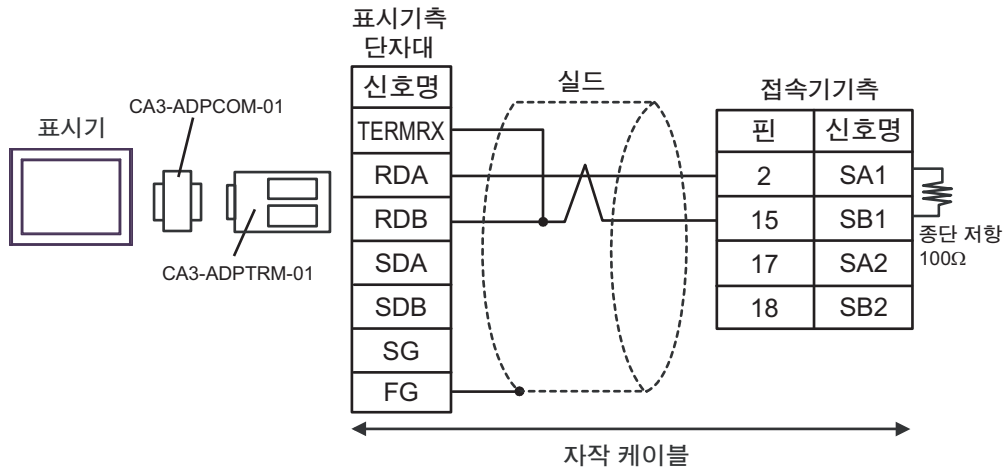 표시기측
단자대
신호명
TERMRX
RDA
RDB
SDA
SDB
SG
FG
표시기
CA3-ADPCOM-01
CA3-ADPTRM-01
실드
접속기기측
핀 신호명
2 SA1
15 SB1
17 SA2
18 SB2
종단 저항
100Ω
자작 케이블